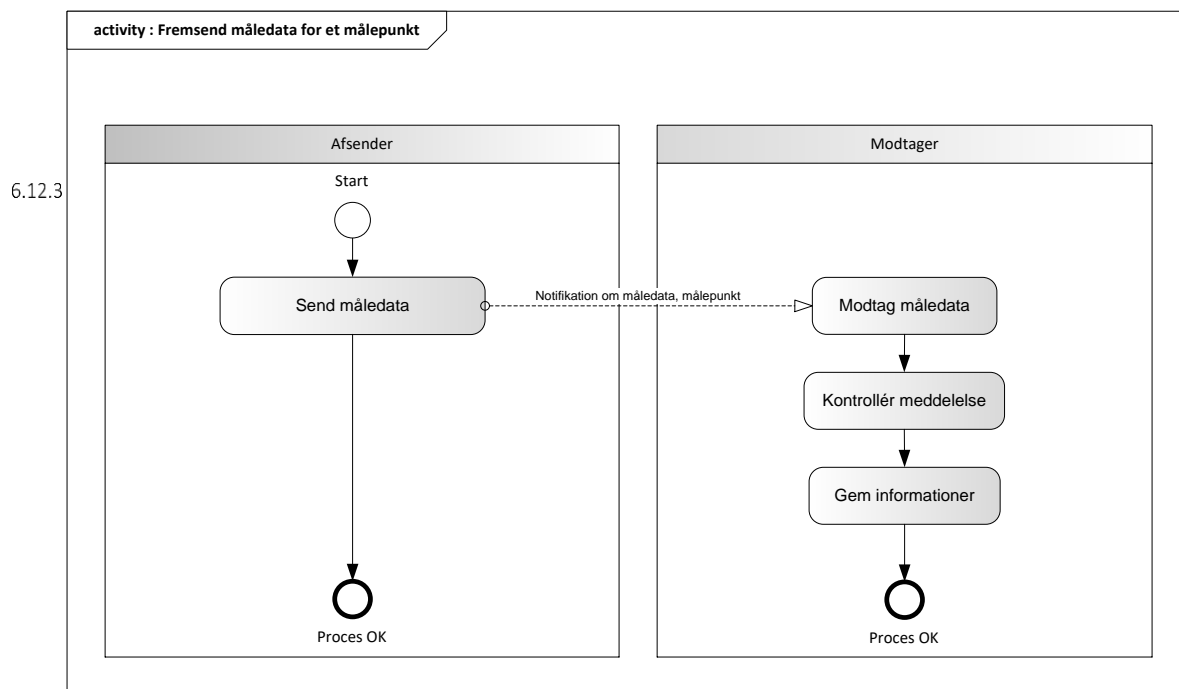 activity : Fremsend måledata for et målepunkt
Afsender
Modtager
6.12.3
Start
Send måledata
Notifikation om måledata, målepunkt
Modtag måledata
Kontrollér meddelelse
Gem informationer
Proces OK
Proces OK